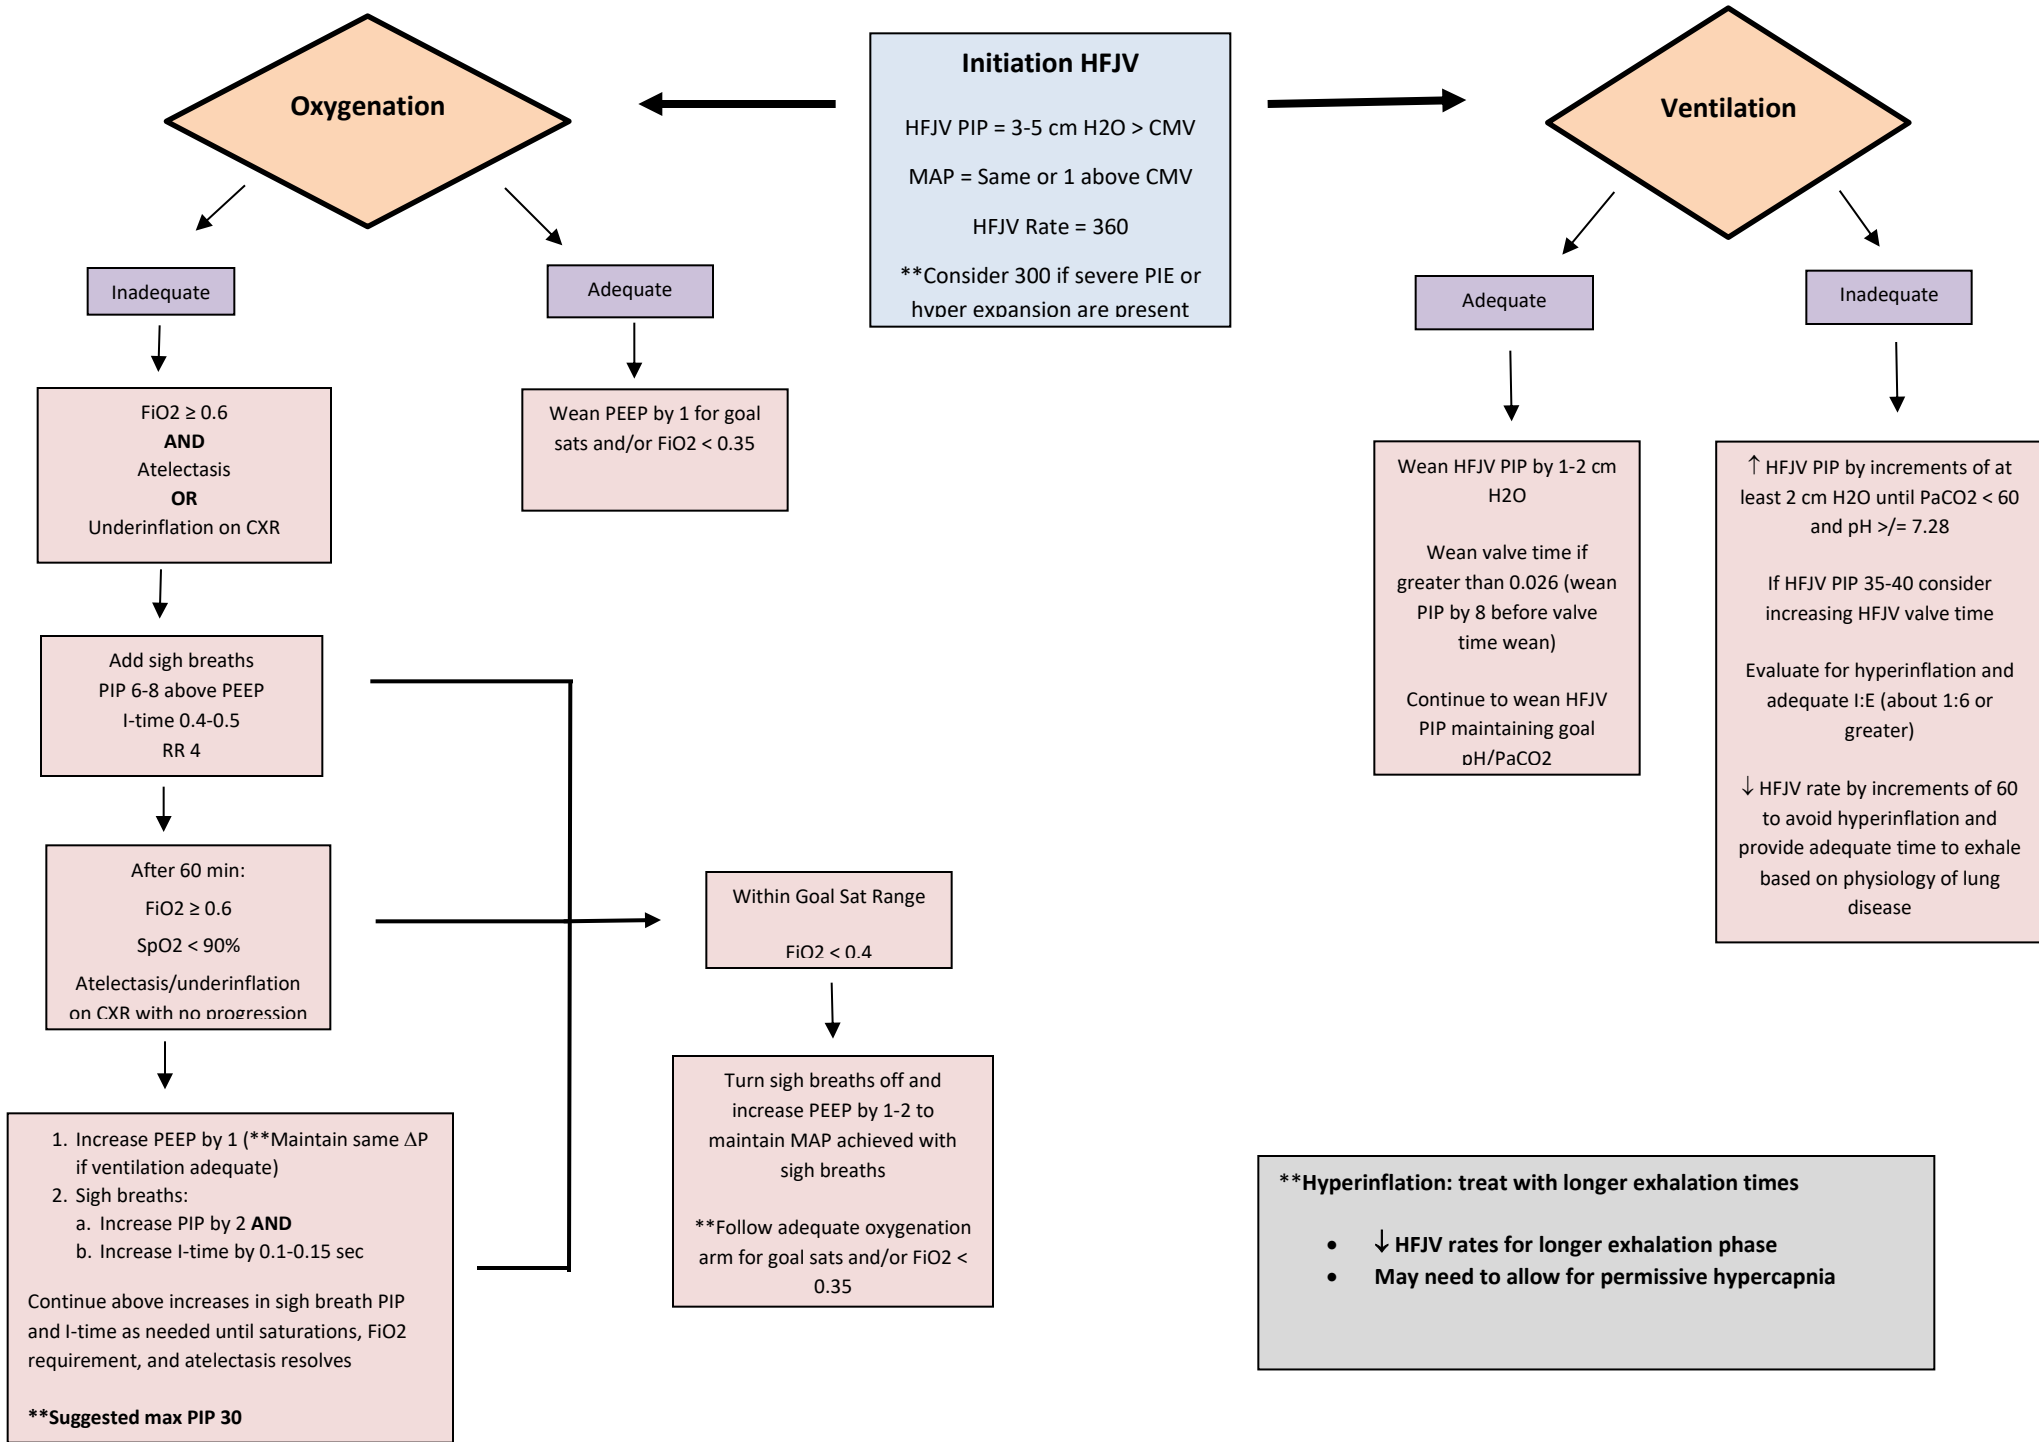 Initiation HFJV
HFJV PIP = 3-5 cm H2O > CMV
MAP = Same or 1 above CMV
HFJV Rate = 360
**Consider 300 if severe PIE or
hyper expansion are present
Oxygenation
Inadequate
FiO2 ≥ 0.6
AND
Atelectasis
OR
Underinflation on CXR
Add sigh breaths
PIP 6-8 above PEEP
I-time 0.4-0.5
RR 4
After 60 min:
FiO2 ≥ 0.6
SpO2 < 90%
Atelectasis/underinflation
on CXR with no progression
1. Increase PEEP by 1 (**Maintain same ∆P
if ventilation adequate)
2. Sigh breaths:
a. Increase PIP by 2 AND
b. Increase I-time by 0.1-0.15 sec
Continue above increases in sigh breath PIP
and I-time as needed until saturations, FiO2
requirement, and atelectasis resolves
**Suggested max PIP 30
Adequate
Wean PEEP by 1 for goal
sats and/or FiO2 < 0.35
Within Goal Sat Range
FiO2 < 0.4
Turn sigh breaths off and
increase PEEP by 1-2 to
maintain MAP achieved with
sigh breaths
**Follow adequate oxygenation
arm for goal sats and/or FiO2 <
0.35
Ventilation
Adequate
Wean HFJV PIP by 1-2 cm
H2O
Wean valve time if
greater than 0.026 (wean
PIP by 8 before valve
time wean)
Continue to wean HFJV
PIP maintaining goal
pH/PaCO2
Inadequate
↑ HFJV PIP by increments of at
least 2 cm H2O until PaCO2 < 60
and pH >/= 7.28
If HFJV PIP 35-40 consider
increasing HFJV valve time
Evaluate for hyperinflation and
adequate I:E (about 1:6 or
greater)
↓ HFJV rate by increments of 60
to avoid hyperinflation and
provide adequate time to exhale
based on physiology of lung
disease
**Hyperinflation: treat with longer exhalation times
• ↓ HFJV rates for longer exhalation phase
• May need to allow for permissive hypercapnia